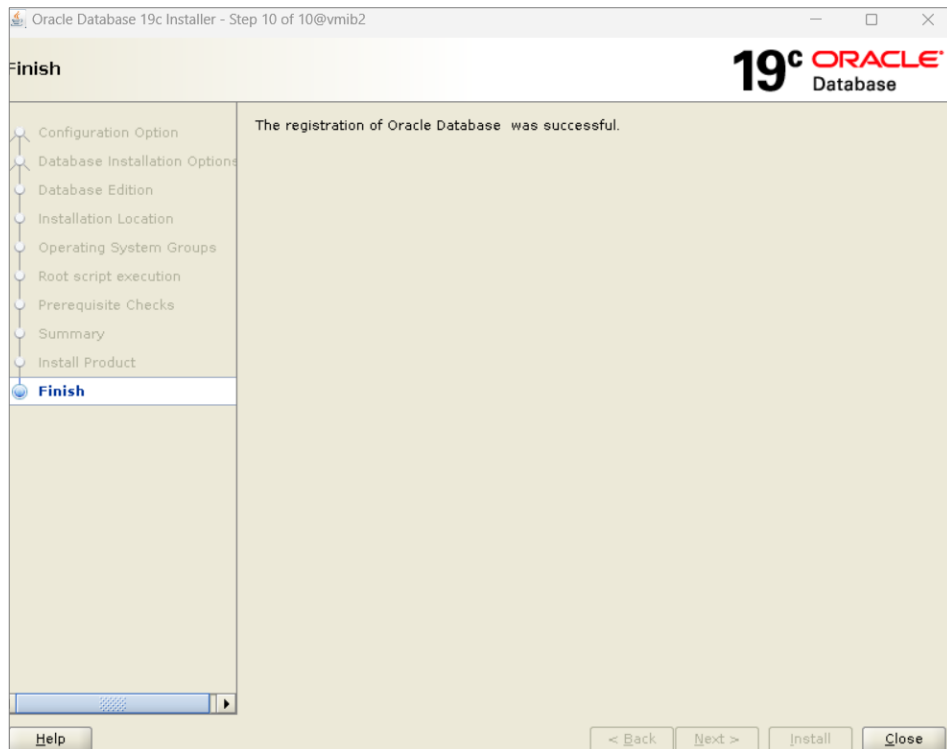 Oracle Database 19c Installer - Step 10 of 10@vmib2
Finish
19c ORACLE
Database
Configuration Option
Database Installation Options
Database Edition
Installation Location
Operating System Groups
Root script execution
Prerequisite Checks
Summary
Install Product
Finish
The registration of Oracle Database was successful.
Help
< Back
Next >
Install
Close